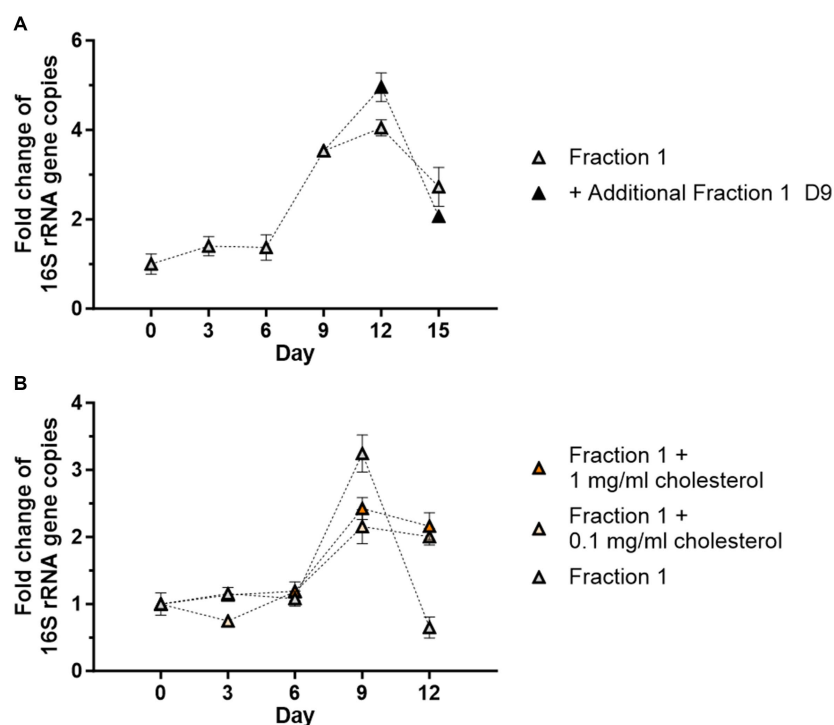 A
Fold change of
16S rRNA gene copies
6
4
2
0
0 3 6 9 12 15
Day
Fraction 1
+ Additional Fraction 1 D9
B
Fold change of
16S rRNA gene copies
4
3
2
1
0
0 3 6 9 12
Day
Fraction 1 +
1 mg/ml cholesterol
Fraction 1 +
0.1 mg/ml cholesterol
Fraction 1